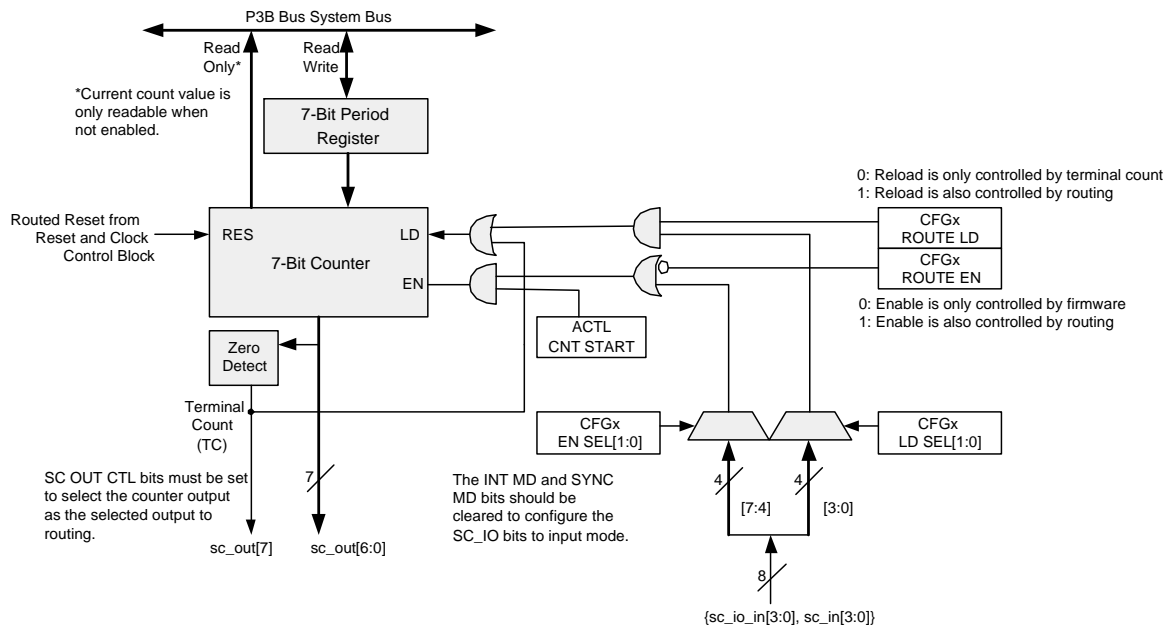 P3B Bus System Bus
Read
Only*
Read
Write
*Current count value is
only readable when
not enabled.
7-Bit Period
Register
0: Reload is only controlled by terminal count
1: Reload is also controlled by routing
Routed Reset from
Reset and Clock
Control Block
RES
LD
7-Bit Counter
EN
CFGx
ROUTE LD
CFGx
ROUTE EN
0: Enable is only controlled by firmware
1: Enable is also controlled by routing
ACTL
CNT START
Zero
Detect
Terminal
Count
(TC)
CFGx
EN SEL[1:0]
CFGx
LD SEL[1:0]
SC OUT CTL bits must be set
to select the counter output
as the selected output to
routing.
7
The INT MD and SYNC
MD bits should be
cleared to configure the
SC_IO bits to input mode.
4
4
[7:4]
[3:0]
sc_out[7]
sc_out[6:0]
8
{sc_io_in[3:0], sc_in[3:0]}